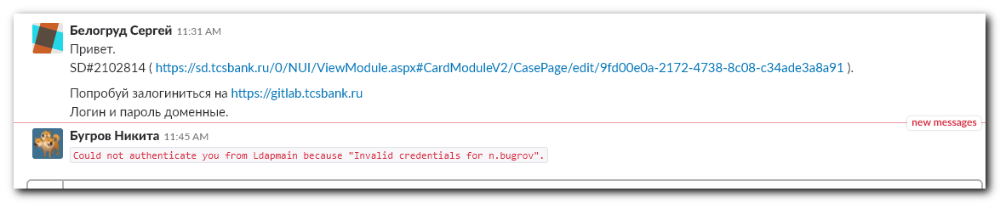 Белогруд Сергей 11:31 AM
Привет.
SD#2102814 ( https://sd.tcsbank.ru/0/NUI/ViewModule.aspx#CardModuleV2/CasePage/edit/9fd00e0a-2172-4738-8c08-c34ade3a8a91 ).
Попробуй залогиниться на https://gitlab.tcsbank.ru
Логин и пароль доменные.
new messages
Бугров Никита 11:45 AM
Could not authenticate you from Ldapmain because "Invalid credentials for n.bugrov".